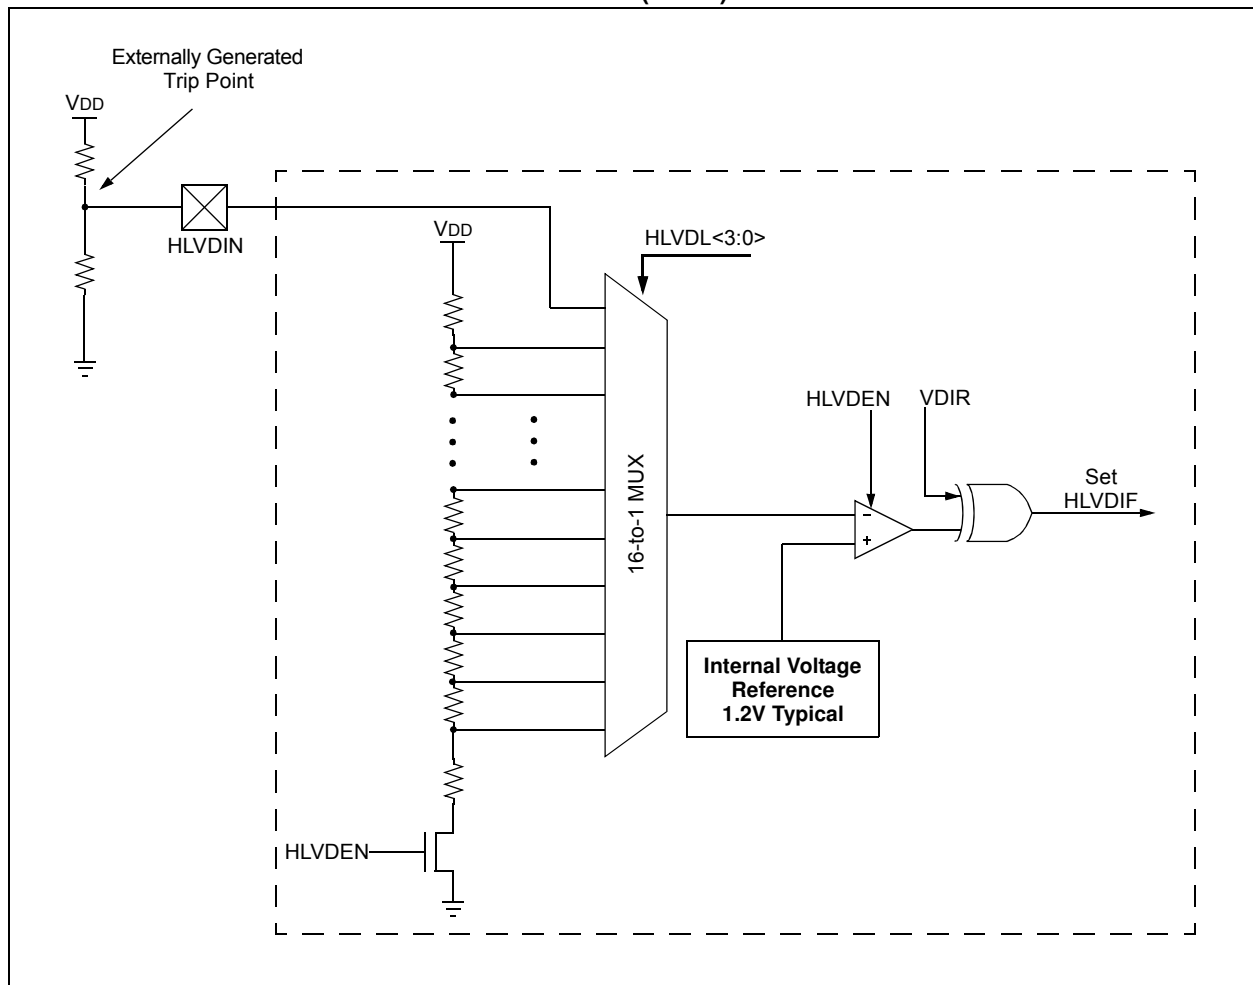 Externally Generated
Trip Point
VDD
HLVDIN
VDD
HLVDL<3:0>
16-to-1 MUX
HLVDEN
VDIR
Set
HLVDIF
-
+
Internal Voltage
Reference
1.2V Typical
HLVDEN